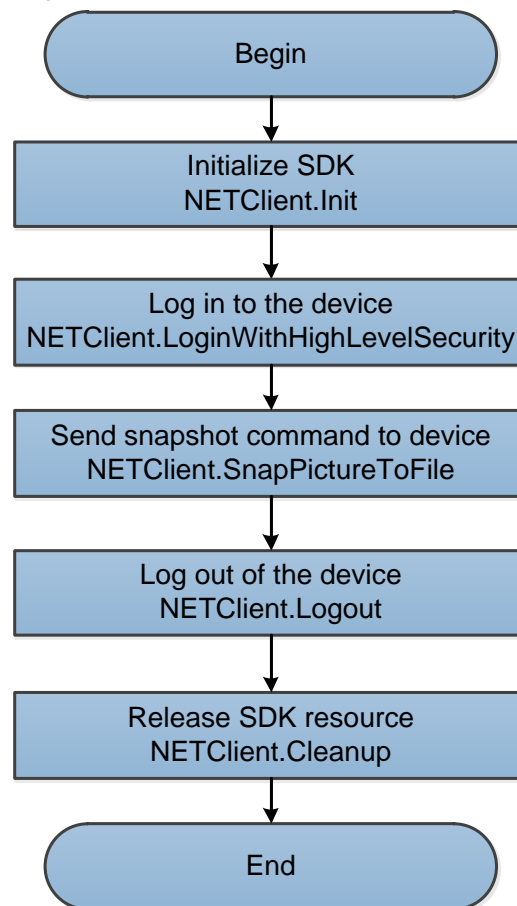 Begin
Initialize SDK
NETClient.Init
Log in to the device
NETClient.LoginWithHighLevelSecurity
Send snapshot command to device
NETClient.SnapPictureToFile
Log out of the device
NETClient.Logout
Release SDK resource
NETClient.Cleanup
End